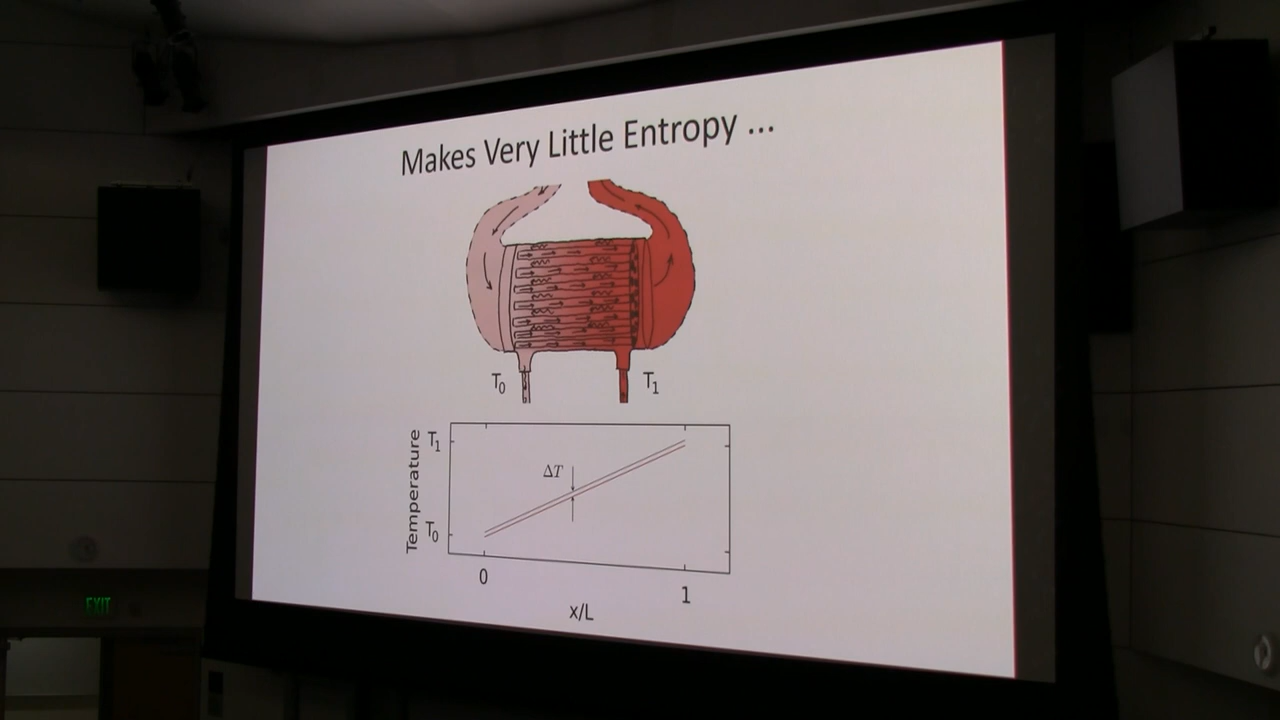 Makes Very Little Entropy ...
T0
T1
Temperature
T1
ΔT
T0
0
1
x/L
EXIT